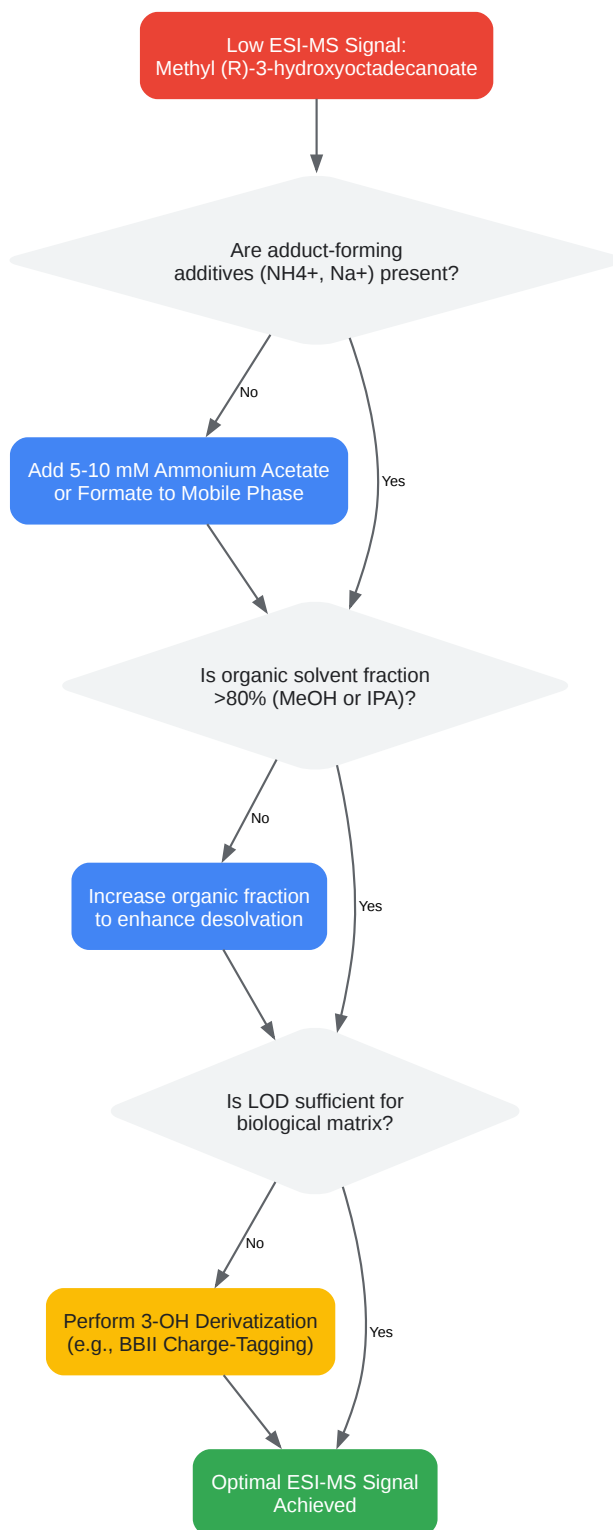 Low ESI-MS Signal:
Methyl (R)-3-hydroxyoctadecanoate
Are adduct-forming
additives (NH4+, Na+) present?
No
Add 5-10 mM Ammonium Acetate
or Formate to Mobile Phase
Yes
Is organic solvent fraction
>80% (MeOH or IPA)?
No
Increase organic fraction
to enhance desolvation
Yes
Is LOD sufficient for
biological matrix?
No
Perform 3-OH Derivatization
(e.g., BBII Charge-Tagging)
Yes
Optimal ESI-MS Signal
Achieved